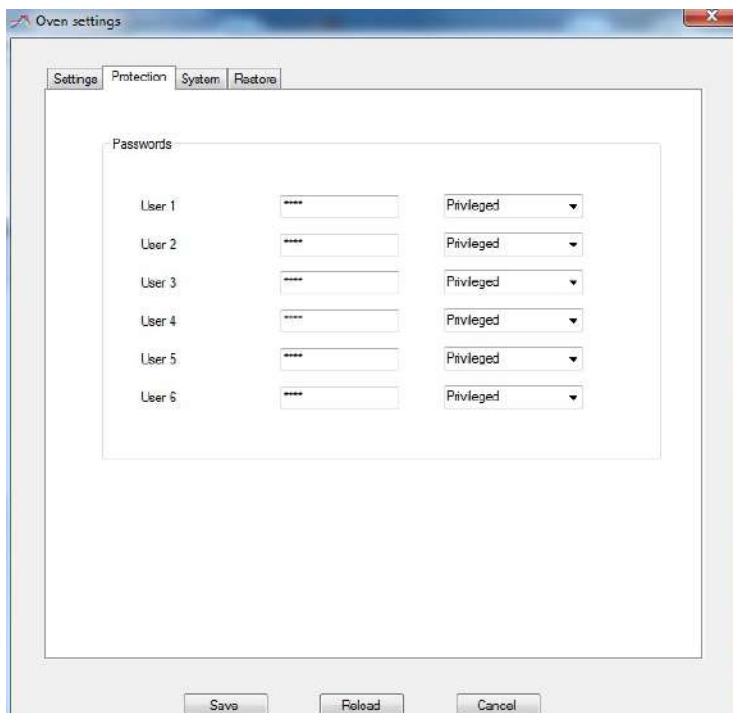 Oven settings
Settings Protection System Restore
Passwords
User 1 **** Privileged
User 2 **** Privileged
User 3 **** Privileged
User 4 **** Privileged
User 5 **** Privileged
User 6 **** Privileged
Save Reload Cancel